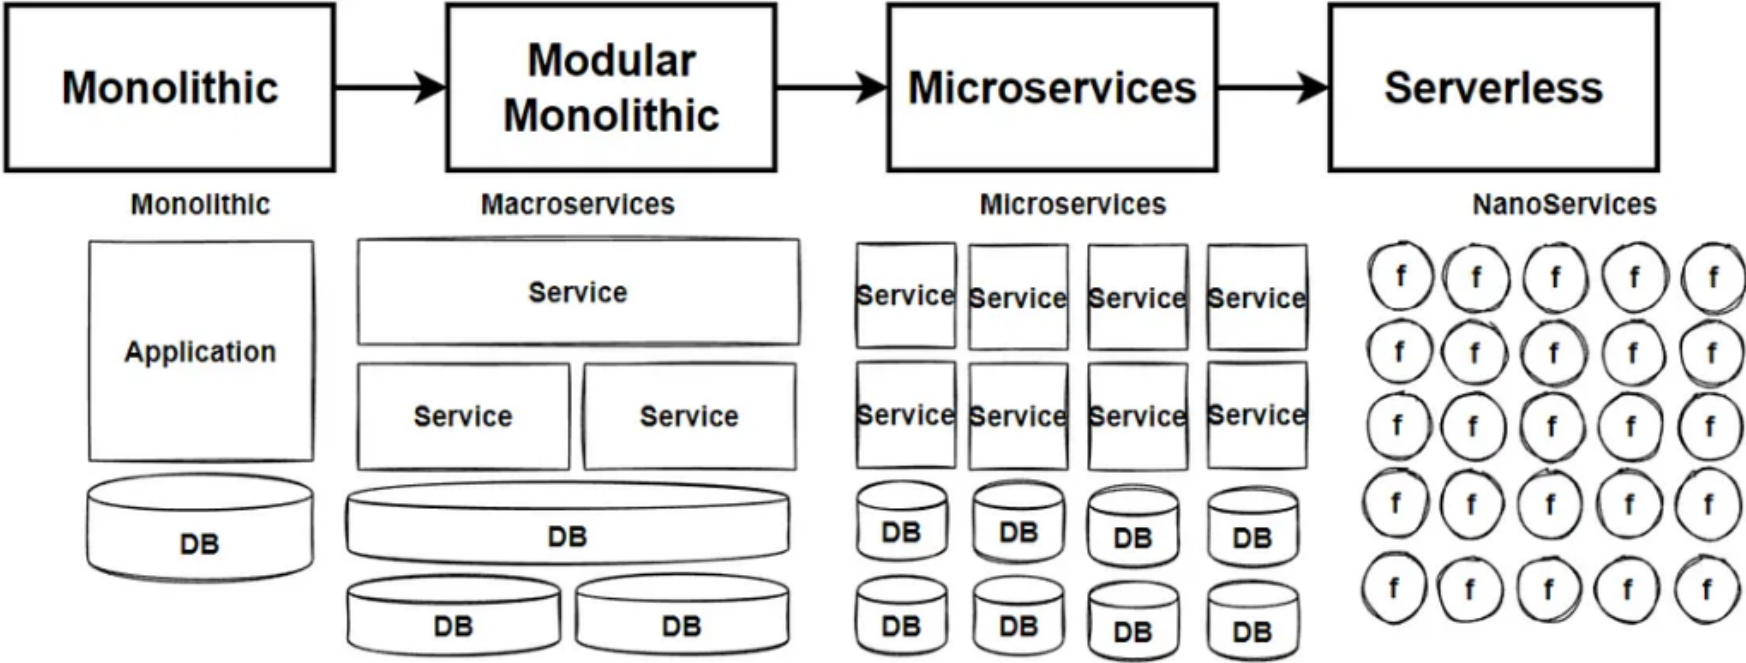 Monolithic
Modular
Monolithic
Microservices
Serverless
Monolithic
Macroservices
Microservices
NanoServices
Application
DB
Service
Service Service
DB
DB DB
Service Service Service Service
Service Service Service Service
DB DB DB DB
DB DB DB DB
f f f f f
f f f f f
f f f f f
f f f f f
f f f f f